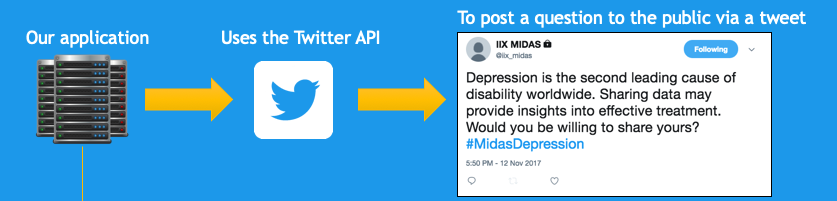 Our application
Uses the Twitter API
To post a question to the public via a tweet
IIX MIDAS
@iix_midas
Following
Depression is the second leading cause of
disability worldwide. Sharing data may
provide insights into effective treatment.
Would you be willing to share yours?
#MidasDepression
5:50 PM - 12 Nov 2017